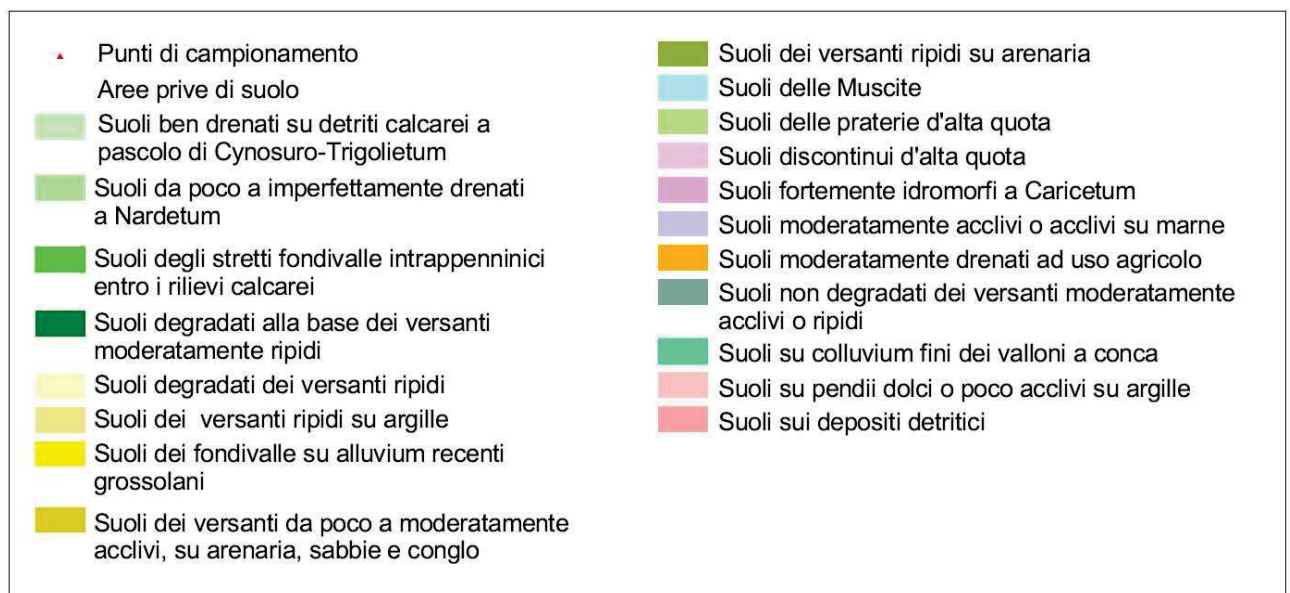 Punti di campionamento
Aree prive di suolo
Suoli ben drenati su detriti calcarei a
pascolo di Cynosuro-Trigolietum
Suoli da poco a imperfettamente drenati
a Nardetum
Suoli degli stretti fondivalle intrappenninici
entro i rilievi calcarei
Suoli degradati alla base dei versanti
moderatamente ripidi
Suoli degradati dei versanti ripidi
Suoli dei versanti ripidi su argille
Suoli dei fondivalle su alluvium recenti
grossolani
Suoli dei versanti da poco a moderatamente
acclivi, su arenaria, sabbie e conglo
Suoli dei versanti ripidi su arenaria
Suoli delle Muscite
Suoli delle praterie d'alta quota
Suoli discontinui d'alta quota
Suoli fortemente idromorfi a Caricetum
Suoli moderatamente acclivi o acclivi su marne
Suoli moderatamente drenati ad uso agricolo
Suoli non degradati dei versanti moderatamente
acclivi o ripidi
Suoli su colluvium fini dei valloni a conca
Suoli su pendii dolci o poco acclivi su argille
Suoli sui depositi detritici